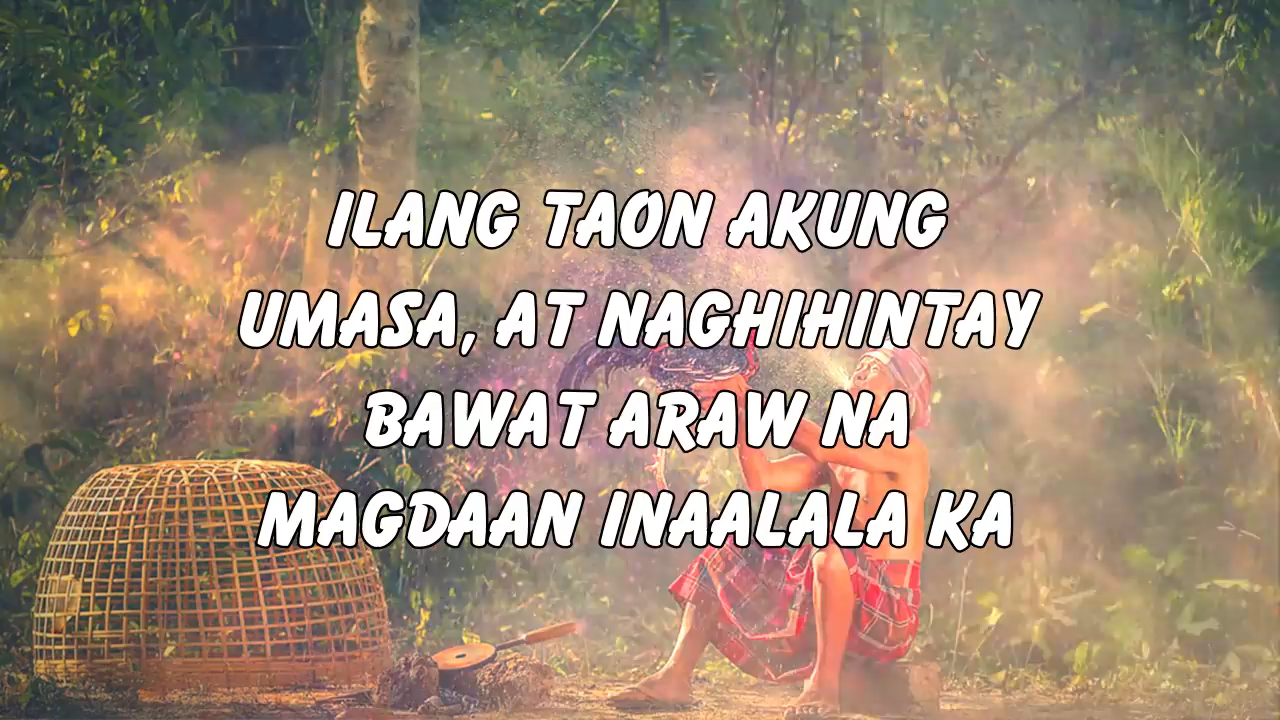 ILANG TAON AKUNG
UMASA, AT NAGHIHINTAY
BAWAT ARAW NA
MAGDAAN INAALALA KA